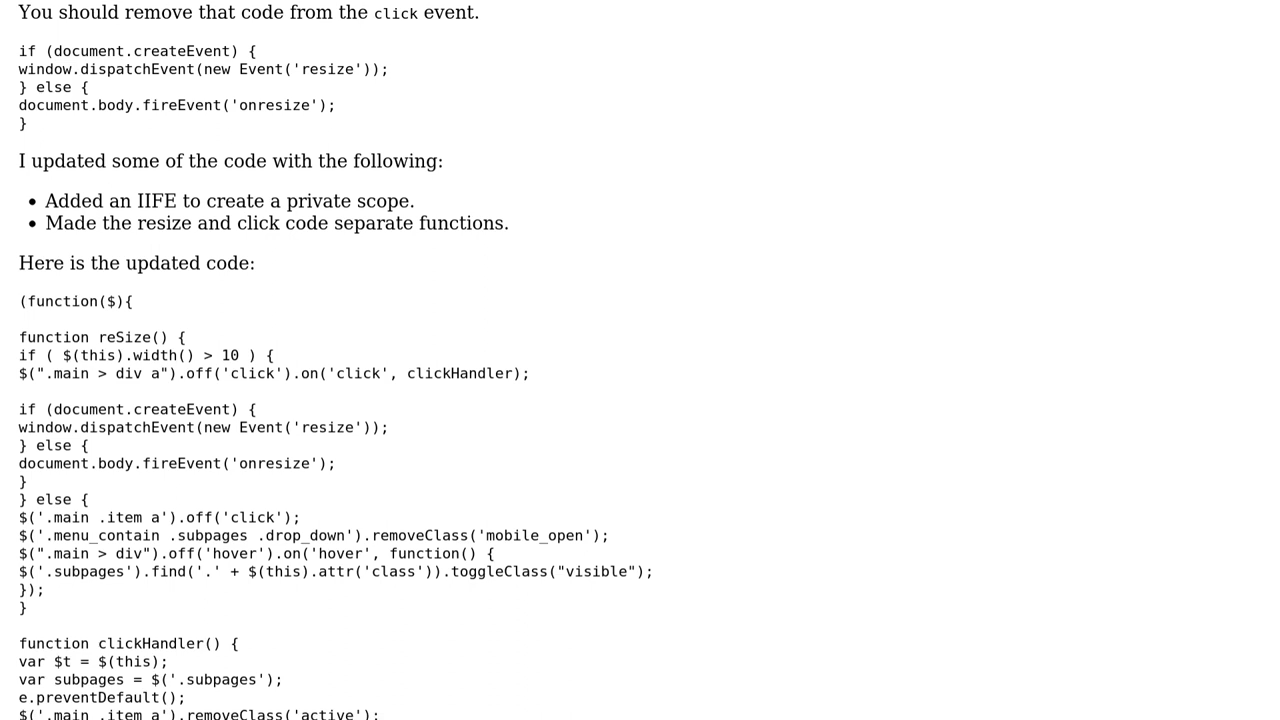 You should remove that code from the click event.
if (document.createEvent) {
window.dispatchEvent(new Event('resize'));
} else {
document.body.fireEvent('onresize');
}
I updated some of the code with the following:
• Added an IIFE to create a private scope.
• Made the resize and click code separate functions.
Here is the updated code:
(function($){
function reSize() {
if ( $(this).width() > 10 ) {
$(".main > div a").off('click').on('click', clickHandler);
if (document.createEvent) {
window.dispatchEvent(new Event('resize'));
} else {
document.body.fireEvent('onresize');
}
} else {
$('.main .item a').off('click');
$('.menu_contain .subpages .drop_down').removeClass('mobile_open');
$(".main > div").off('hover').on('hover', function() {
$('.subpages').find('.' + $(this).attr('class')).toggleClass("visible");
});
}
function clickHandler() {
var $t = $(this);
var subpages = $('.subpages');
e.preventDefault();
$('.main .item a').removeClass('active');